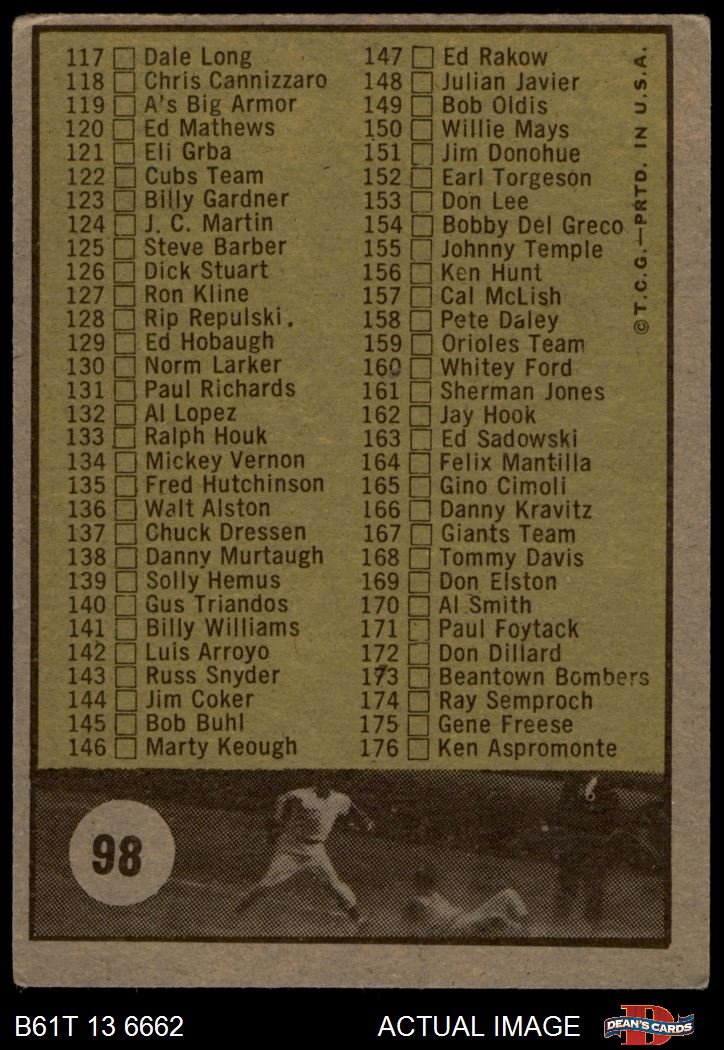 117 Dale Long
118 Chris Cannizzaro
119 A's Big Armor
120 Ed Mathews
121 Eli Grba
122 Cubs Team
123 Billy Gardner
124 J. C. Martin
125 Steve Barber
126 Dick Stuart
127 Ron Kline
128 Rip Repulski.
129 Ed Hobaugh
130 Norm Larker
131 Paul Richards
132 Al Lopez
133 Ralph Houk
134 Mickey Vernon
135 Fred Hutchinson
136 Walt Alston
137 Chuck Dressen
138 Danny Murtaugh
139 Solly Hemus
140 Gus Triandos
141 Billy Williams
142 Luis Arroyo
143 Russ Snyder
144 Jim Coker
145 Bob Buhl
146 Marty Keough
147 Ed Rakow
148 Julian Javier
149 Bob Oldis
150 Willie Mays
151 Jim Donohue
152 Earl Torgeson
153 Don Lee
154 Bobby Del Greco
155 Johnny Temple
156 Ken Hunt
157 Cal McLish
158 Pete Daley
159 Orioles Team
160 Whitey Ford
161 Sherman Jones
162 Jay Hook
163 Ed Sadowski
164 Felix Mantilla
165 Gino Cimoli
166 Danny Kravitz
167 Giants Team
168 Tommy Davis
169 Don Elston
170 Al Smith
171 Paul Foytack
172 Don Dillard
173 Beantown Bombers
174 Ray Semproch
175 Gene Freese
176 Ken Aspromonte
©T.C.G.—PRTD. IN U.S.A.
98
B61T 13 6662
ACTUAL IMAGE
D
DEAN'S CARDS